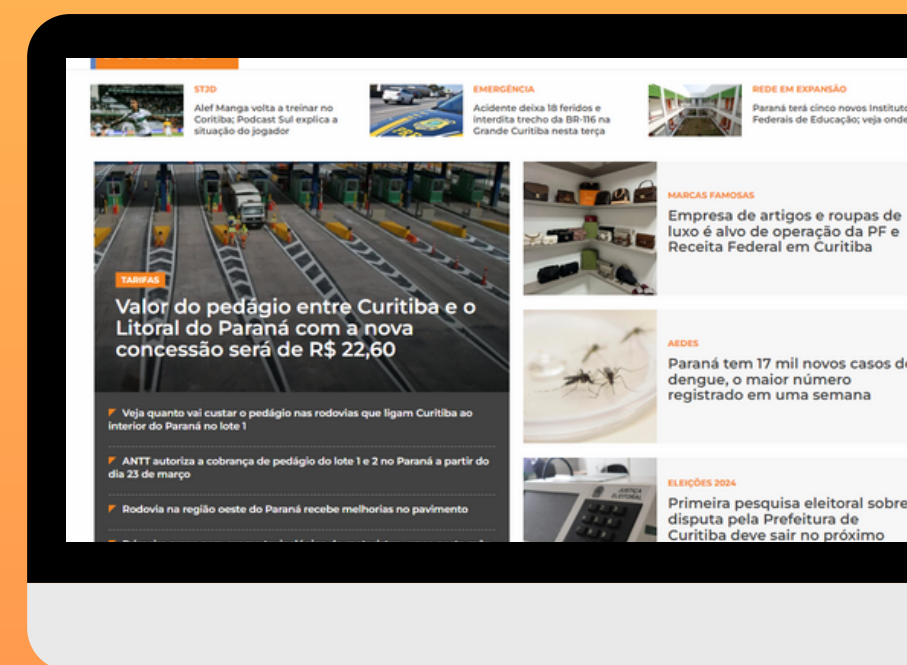 STJD
Alef Manga volta a treinar no
Coritiba; Podcast Sul explica a
situação do jogador
EMERGÊNCIA
Acidente deixa 18 feridos e
interdita trecho da BR-116 na
Grande Curitiba nesta terça
REDE EM EXPANSÃO
Paraná terá cinco novos Instituto
Federais de Educação; veja onde
TARIFAS
Valor do pedágio entre Curitiba e o
Litoral do Paraná com a nova
concessão será de R$ 22,60
Veja quanto vai custar o pedágio nas rodovias que ligam Curitiba ao
interior do Paraná no lote 1
ANTT autoriza a cobrança de pedágio do lote 1 e 2 no Paraná a partir do
dia 23 de março
Rodovia na região oeste do Paraná recebe melhorias no pavimento
MARCAS FAMOSAS
Empresa de artigos e roupas de
luxo é alvo de operação da PF e
Receita Federal em Curitiba
AEDES
Paraná tem 17 mil novos casos de
dengue, o maior número
registrado em uma semana
JUSTIÇA
ELEITORAL
ELEIÇÕES 2024
Primeira pesquisa eleitoral sobre
disputa pela Prefeitura de
Curitiba deve sair no próximo